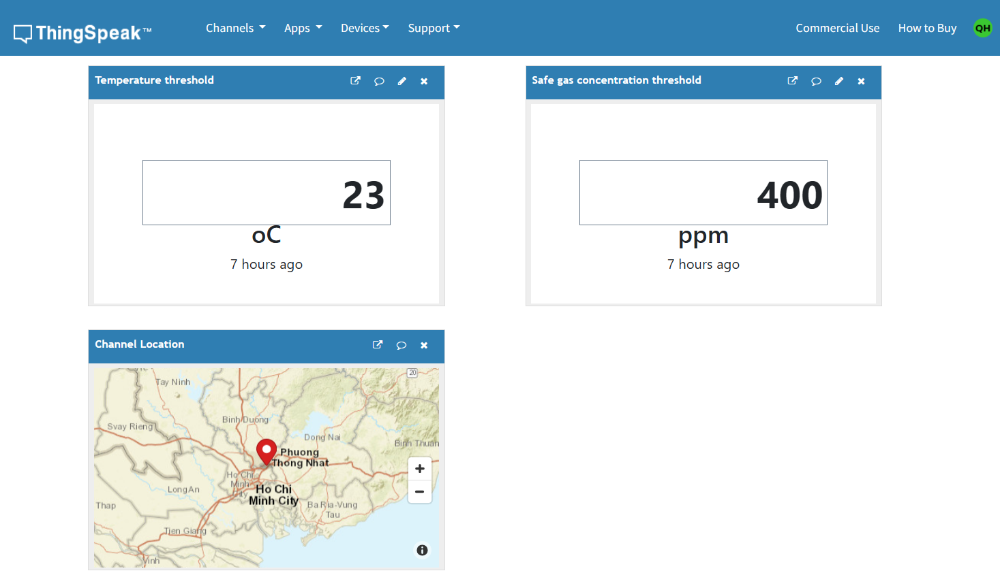 ThingSpeak™
Channels
Apps
Devices
Support
Commercial Use
How to Buy
QH
Temperature threshold
23
oC
7 hours ago
Safe gas concentration threshold
400
ppm
7 hours ago
Channel Location
20
Tay Ninh
Binh Duong
Svay Rieng
Dong Nai
Binh Thuan
Phuong
Thong Nhat
Ho Chi
Minh
City
Long An
Ho Chi
Minh City
Thap
Ba Ria-Vung
Tau
Tien Giang
Vinh
+
−